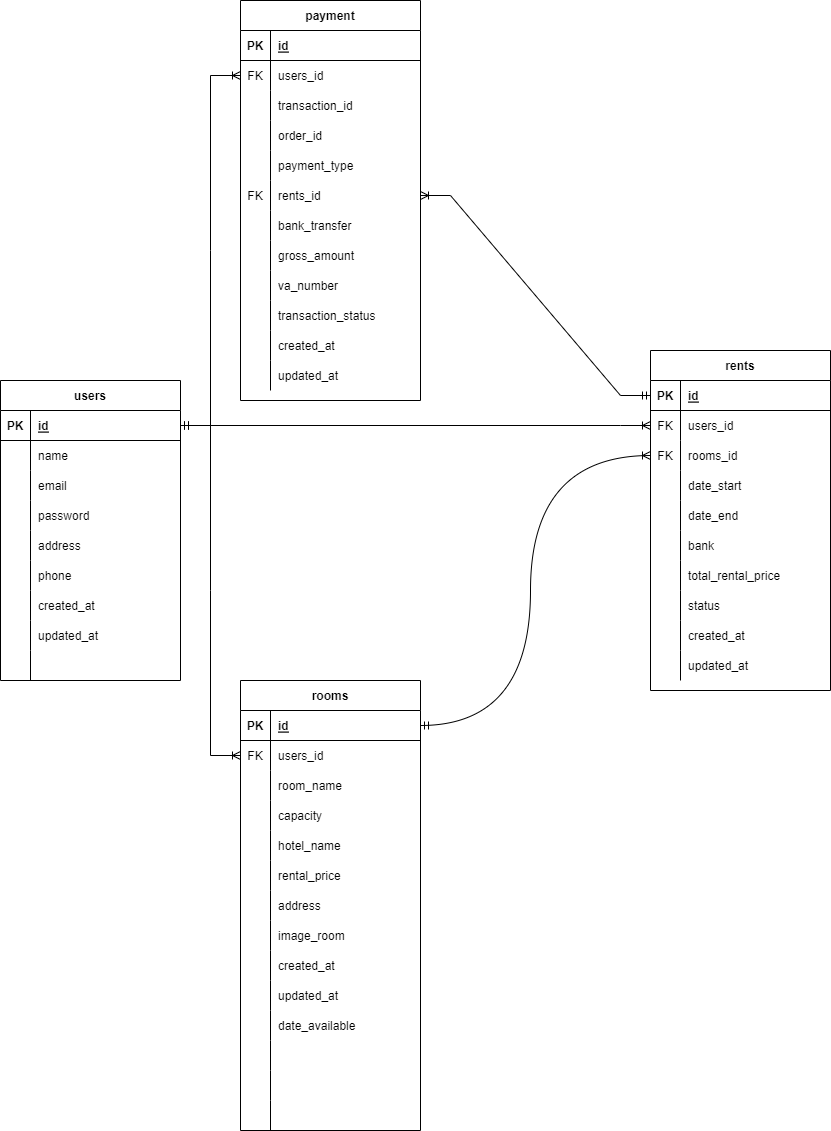 payment
PK id
FK users_id
transaction_id
order_id
payment_type
FK rents_id
bank_transfer
gross_amount
va_number
transaction_status
created_at
updated_at
users
PK id
name
email
password
address
phone
created_at
updated_at
rents
PK id
FK users_id
FK rooms_id
date_start
date_end
bank
total_rental_price
status
created_at
updated_at
rooms
PK id
FK users_id
room_name
capacity
hotel_name
rental_price
address
image_room
created_at
updated_at
date_available